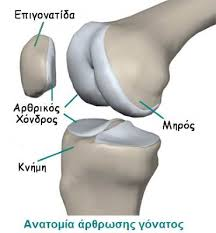 Επιγονατίδα
Αρθρικός
Χόνδρος
Μηρός
Κνήμη
Ανατομία άρθρωσης γόνατος